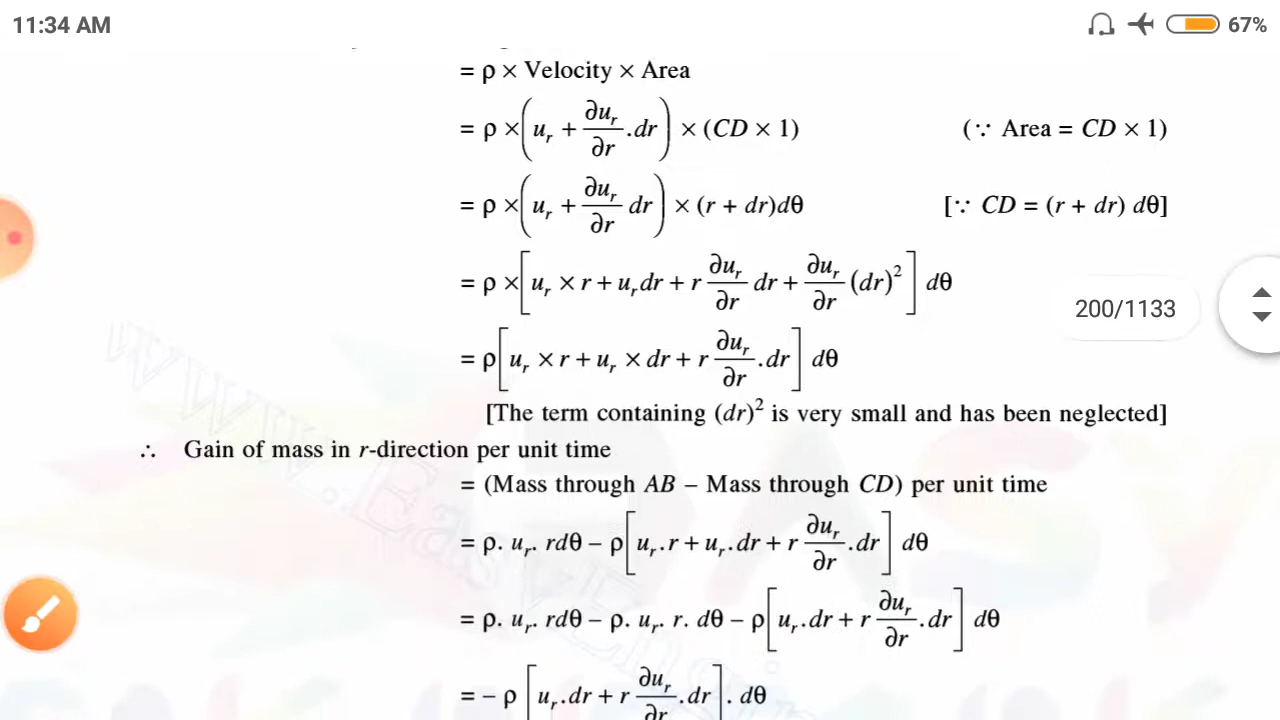 11:34 AM 67%
= ρ × Velocity × Area
= ρ × (u_r + ∂u_r/∂r .dr) × (CD × 1) (∵ Area = CD × 1)
= ρ × (u_r + ∂u_r/∂r dr) × (r + dr)dθ [∵ CD = (r + dr) dθ]
= ρ × [u_r × r + u_r dr + r ∂u_r/∂r dr + ∂u_r/∂r (dr)²] dθ
200/1133
= ρ[u_r × r + u_r × dr + r ∂u_r/∂r .dr] dθ
[The term containing (dr)² is very small and has been neglected]
∴ Gain of mass in r-direction per unit time
= (Mass through AB – Mass through CD) per unit time
= ρ. u_r. rdθ – ρ[u_r.r + u_r.dr + r ∂u_r/∂r .dr] dθ
= ρ. u_r. rdθ – ρ. u_r. r. dθ – ρ[u_r.dr + r ∂u_r/∂r .dr] dθ
= – ρ [u_r.dr + r ∂u_r/∂r .dr]. dθ